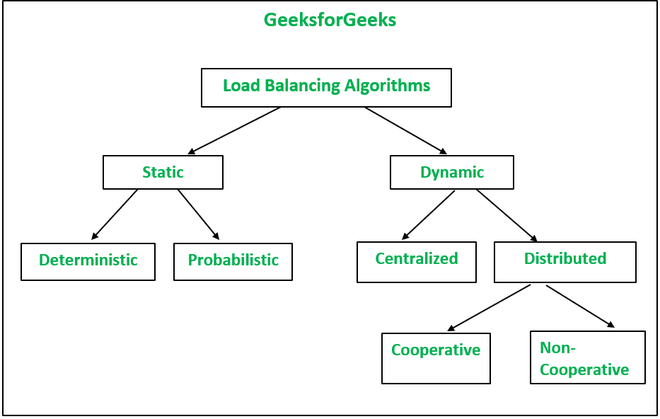 GeeksforGeeks
Load Balancing Algorithms
Static
Dynamic
Deterministic
Probabilistic
Centralized
Distributed
Cooperative
Non-
Cooperative